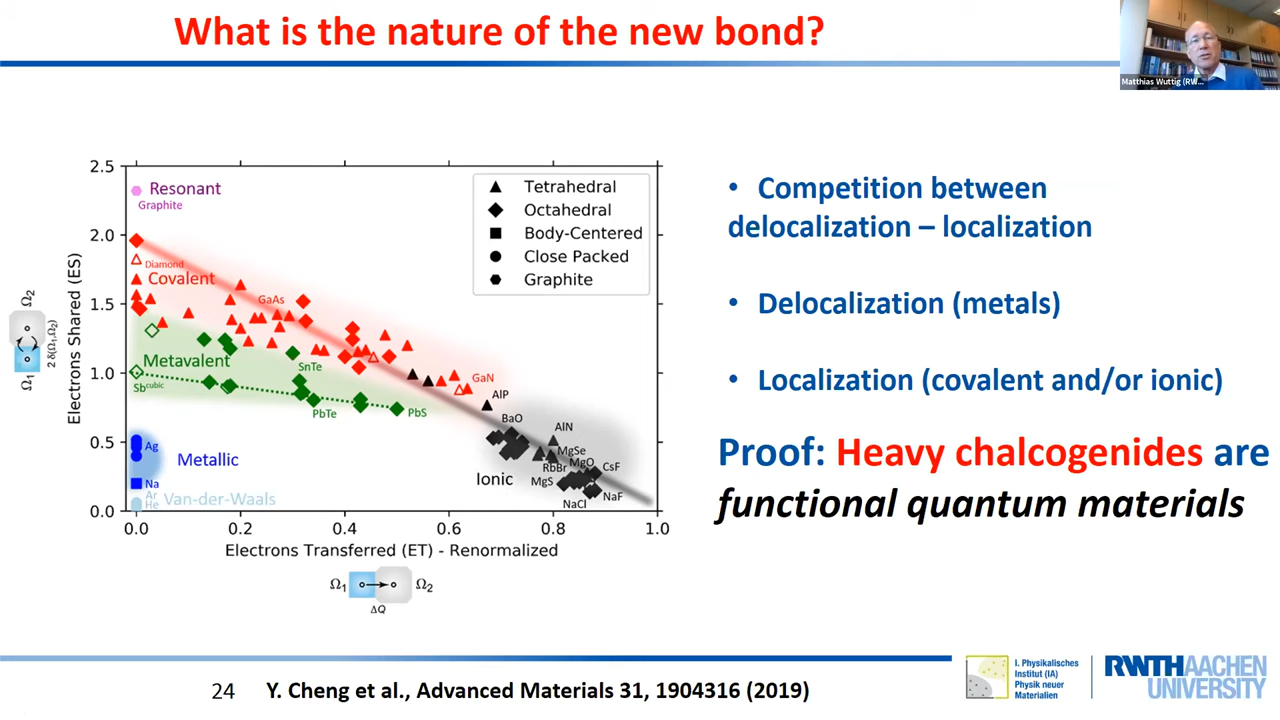 What is the nature of the new bond?
Matthias Wuttig (RW...
2.5
2.0
1.5
1.0
0.5
0.0
Electrons Shared (ES)
2 δ(Ω₁,Ω₂)
Ω₂
Ω₁
Resonant
Graphite
Diamond
Covalent
GaAs
Metavalent
SnTe
Sb^cubic
PbTe
PbS
GaN
AlP
BaO
AlN
MgSe
MgO
RbBr
CsF
MgS
Ionic
NaF
NaCl
Ag
Metallic
Na
Ar
Van-der-Waals
He
Tetrahedral
Octahedral
Body-Centered
Close Packed
Graphite
0.0 0.2 0.4 0.6 0.8 1.0
Electrons Transferred (ET) - Renormalized
Ω₁ Ω₂
ΔQ
• Competition between
delocalization – localization
• Delocalization (metals)
• Localization (covalent and/or ionic)
Proof: Heavy chalcogenides are
functional quantum materials
24 Y. Cheng et al., Advanced Materials 31, 1904316 (2019)
I. Physikalisches
Institut (IA)
Physik neuer
Materialien
RWTHAACHEN
UNIVERSITY